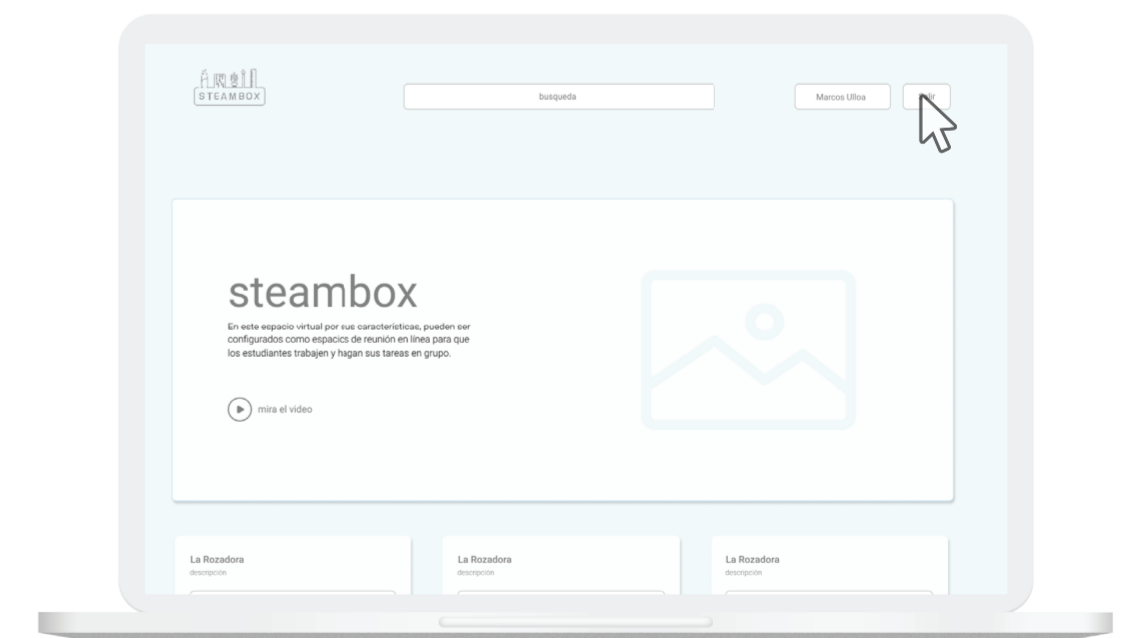 STEAMBOX
busqueda
Marcos Ulloa
steambox
En este espacio virtual por sus características, pueden ser
configurados como espacics de reunión en línea para que
los estudiantes trabajen y hagan sus tareas en grupo.
mira el video
La Rozadora
descripción
La Rozadora
descripción
La Rozadora
descripción